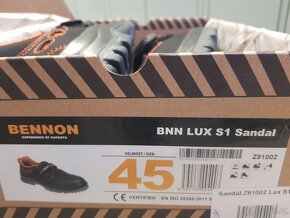 BENNON
EXPERIENCE OF EXPERTS
BNN LUX S1 Sandal
VELIKOST / SIZE:
Z91002
45
CE CERTIFIED
EN ISO 20345:2011 S
Sandal Z91002 Lux S1